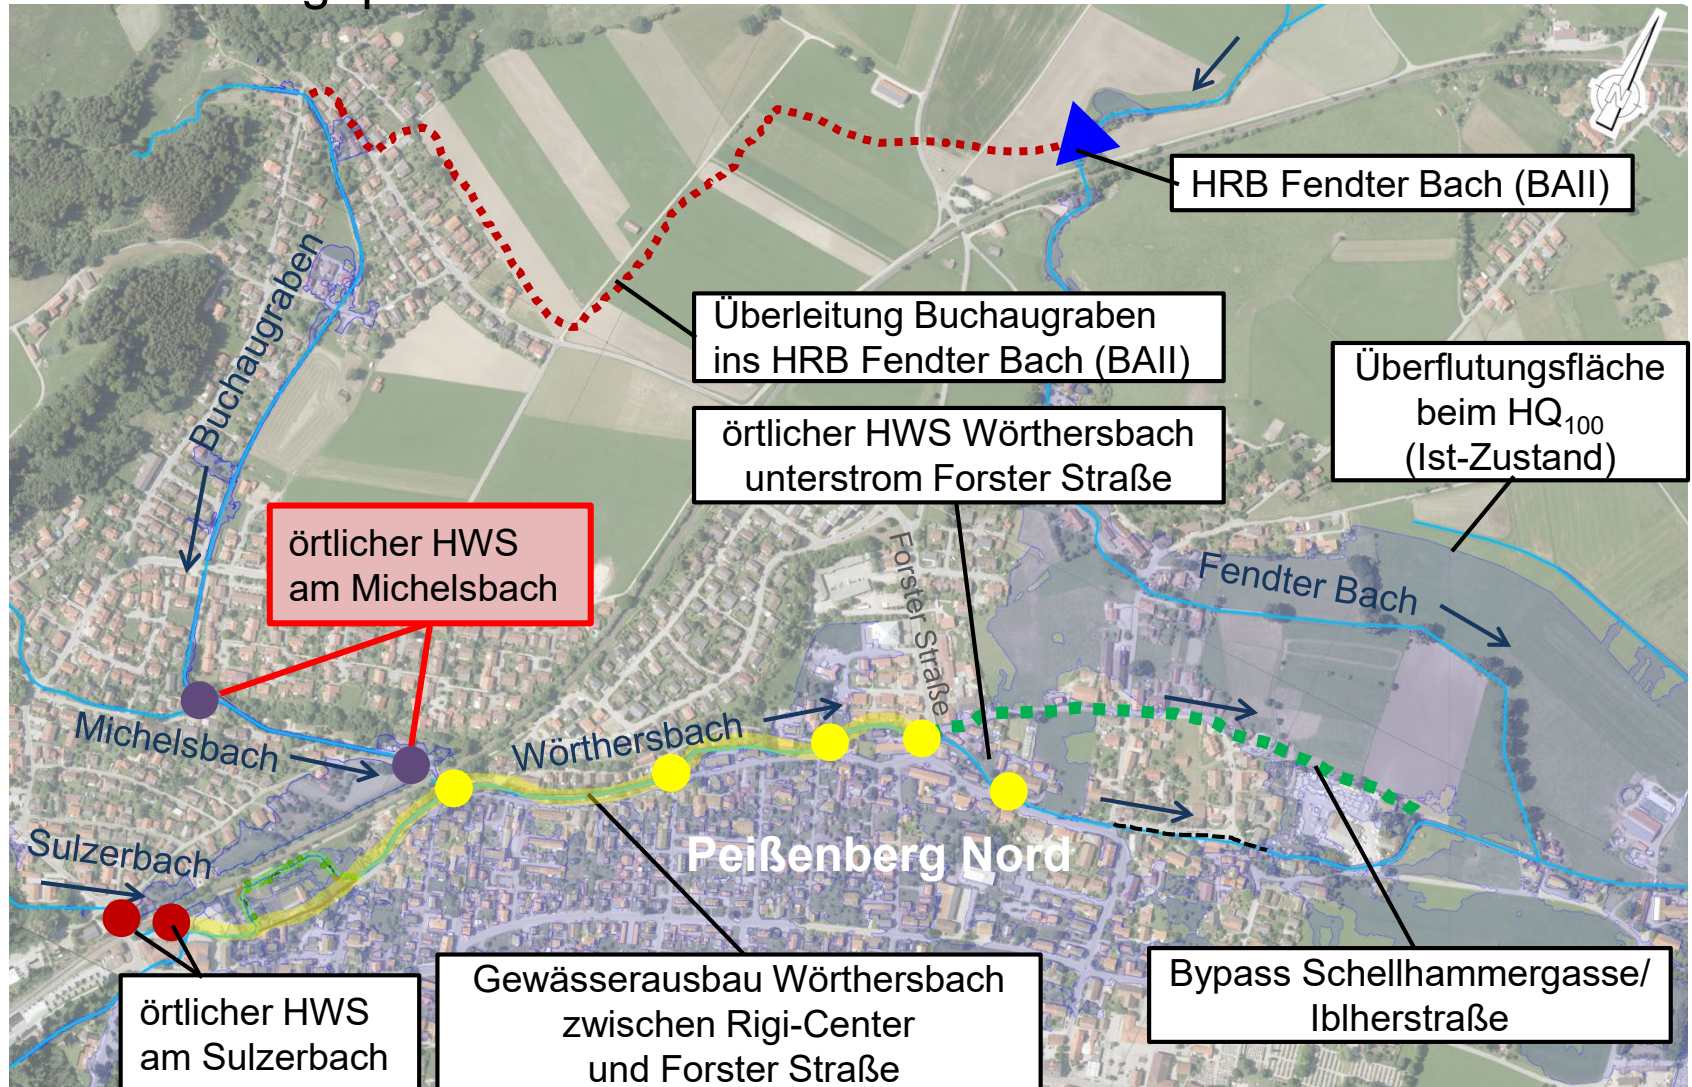 N
HRB Fendter Bach (BAII)
Buchaugraben
Überleitung Buchaugraben
ins HRB Fendter Bach (BAII)
Überflutungsfläche
beim HQ₁₀₀
(Ist-Zustand)
örtlicher HWS Wörthersbach
unterstrom Forster Straße
örtlicher HWS
am Michelsbach
Forster Straße
Fendter Bach
Michelsbach
Wörthersbach
Sulzerbach
Peißenberg Nord
örtlicher HWS
am Sulzerbach
Gewässerausbau Wörthersbach
zwischen Rigi-Center
und Forster Straße
Bypass Schellhammergasse/
Iblherstraße